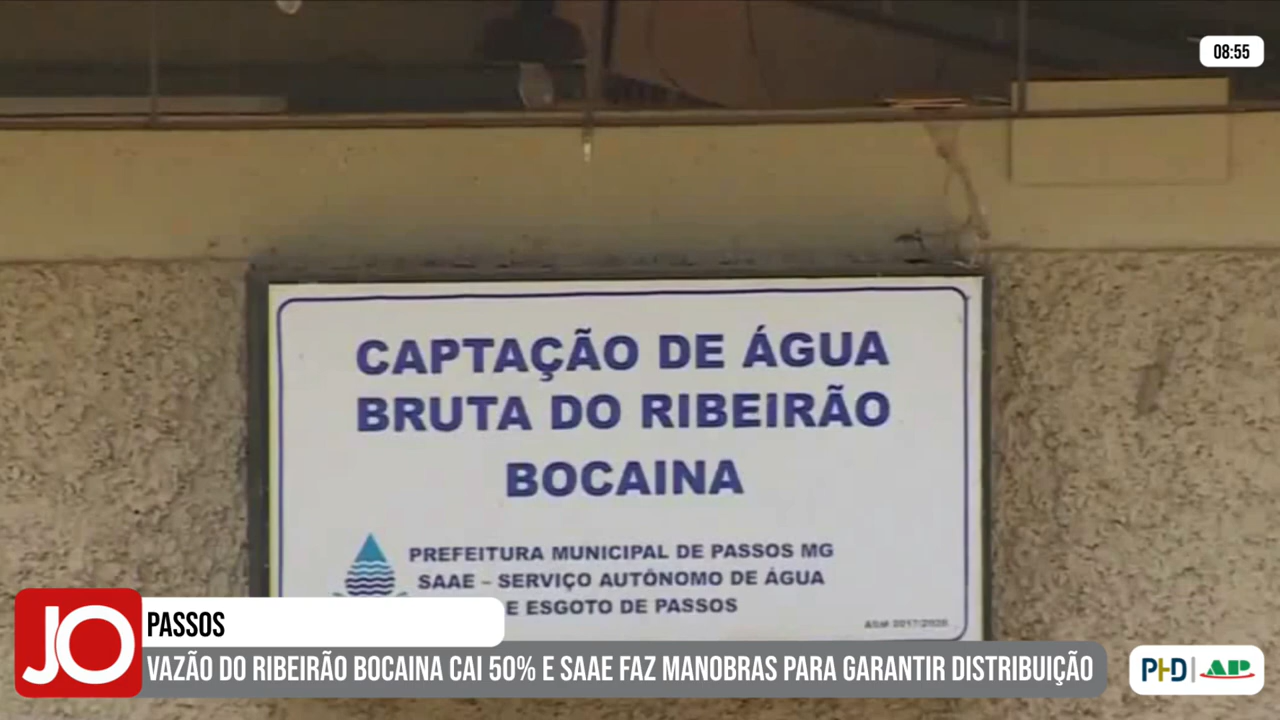 08:55
CAPTAÇÃO DE ÁGUA
BRUTA DO RIBEIRÃO
BOCAINA
PREFEITURA MUNICIPAL DE PASSOS MG
SAAE – SERVIÇO AUTÔNOMO DE ÁGUA
E ESGOTO DE PASSOS
JO
PASSOS
VAZÃO DO RIBEIRÃO BOCAINA CAI 50% E SAAE FAZ MANOBRAS PARA GARANTIR DISTRIBUIÇÃO
PHD | AP